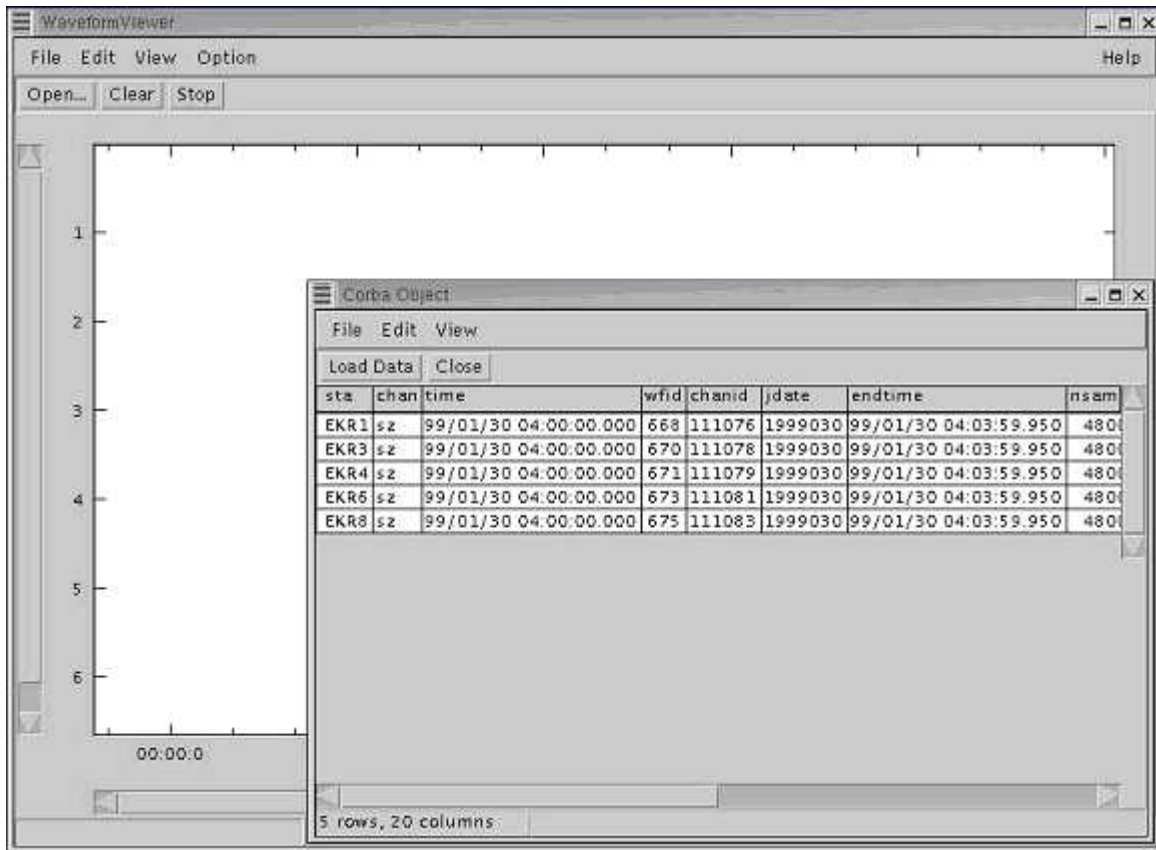 WaveformViewer
File Edit View Option Help
Open... Clear Stop
1
2
3
4
5
6
00:00:0
Corba Object
File Edit View
Load Data Close
sta chan time wfid chanid jdate endtime nsam
EKR1 sz 99/01/30 04:00:00.000 668 111076 1999030 99/01/30 04:03:59.950 4800
EKR3 sz 99/01/30 04:00:00.000 670 111078 1999030 99/01/30 04:03:59.950 4800
EKR4 sz 99/01/30 04:00:00.000 671 111079 1999030 99/01/30 04:03:59.950 4800
EKR6 sz 99/01/30 04:00:00.000 673 111081 1999030 99/01/30 04:03:59.950 4800
EKR8 sz 99/01/30 04:00:00.000 675 111083 1999030 99/01/30 04:03:59.950 4800
5 rows, 20 columns